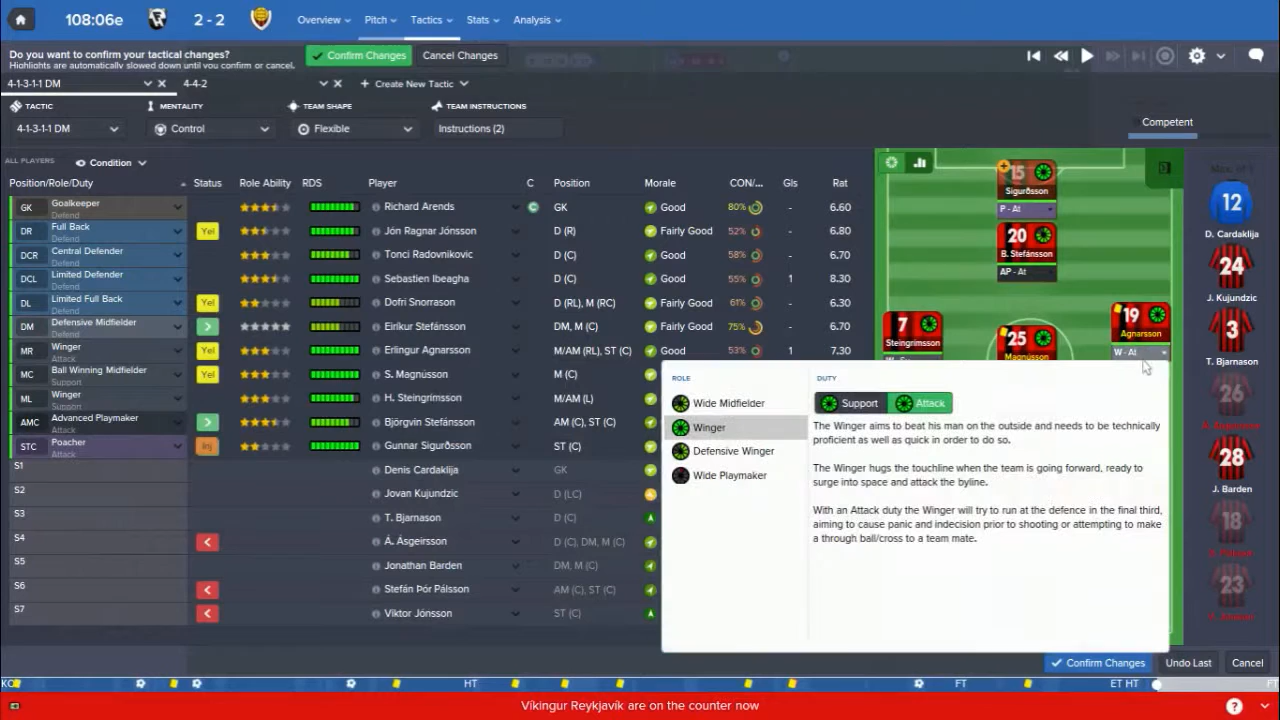 108:06e 2 - 2 Overview Pitch Tactics Stats Analysis
Do you want to confirm your tactical changes? Confirm Changes Cancel Changes
Highlights are automatically slowed down until you confirm or cancel.
4-1-3-1-1 DM 4-4-2 Create New Tactic
TACTIC MENTALITY TEAM SHAPE TEAM INSTRUCTIONS
4-1-3-1-1 DM Control Flexible Instructions (2) Competent
ALL PLAYERS Condition
Position/Role/Duty Status Role Ability RDS Player C Position Morale CON/... Gls Rat
GK Goalkeeper Defend Richard Arends GK Good 80% - 6.60
DR Full Back Defend Yel Jón Ragnar Jónsson D (R) Fairly Good 52% - 6.80
DCR Central Defender Defend Tonci Radovnikovic D (C) Good 58% - 6.70
DCL Limited Defender Defend Sebastien Ibeagha D (C) Good 55% 1 8.30
DL Limited Full Back Defend Yel Dofri Snorrason D (RL), M (RC) Fairly Good 61% - 6.30
DM Defensive Midfielder Defend Eiríkur Stefánsson DM, M (C) Fairly Good 75% - 6.70
MR Winger Attack Yel Erlingur Agnarsson M/AM (RL), ST (C) Good 53% 1 7.30
MC Ball Winning Midfielder Support Yel S. Magnússon M (C)
ML Winger Support H. Steingrímsson M/AM (L)
AMC Advanced Playmaker Attack Björgvin Stefánsson AM (C), ST (C)
STC Poacher Attack Inj Gunnar Sigurðsson ST (C)
S1 Denis Cardaklija GK
S2 Jovan Kujundzic D (LC)
S3 T. Bjarnason D (C)
S4 Á. Ásgeirsson D (C), DM, M (C)
S5 Jonathan Barden DM, M (C)
S6 Stefán Þór Pálsson AM (C), ST (C)
S7 Viktor Jónsson ST (C)
15
Sigurðsson
P - At
20
B. Stefánsson
AP - At
7
Steingrímsson
25
Magnússon
19
Agnarsson
W - At
12
D. Cardaklija
24
J. Kujundzic
3
T. Bjarnason
26
28
J. Barden
18
23
ROLE DUTY
Wide Midfielder Support Attack
Winger
Defensive Winger
Wide Playmaker
The Winger aims to beat his man on the outside and needs to be technically
proficient as well as quick in order to do so.
The Winger hugs the touchline when the team is going forward, ready to
surge into space and attack the byline.
With an Attack duty the Winger will try to run at the defence in the final third,
aiming to cause panic and indecision prior to shooting or attempting to make
a through ball/cross to a team mate.
Confirm Changes Undo Last Cancel
KO HT FT ET HT FT
Víkingur Reykjavík are on the counter now